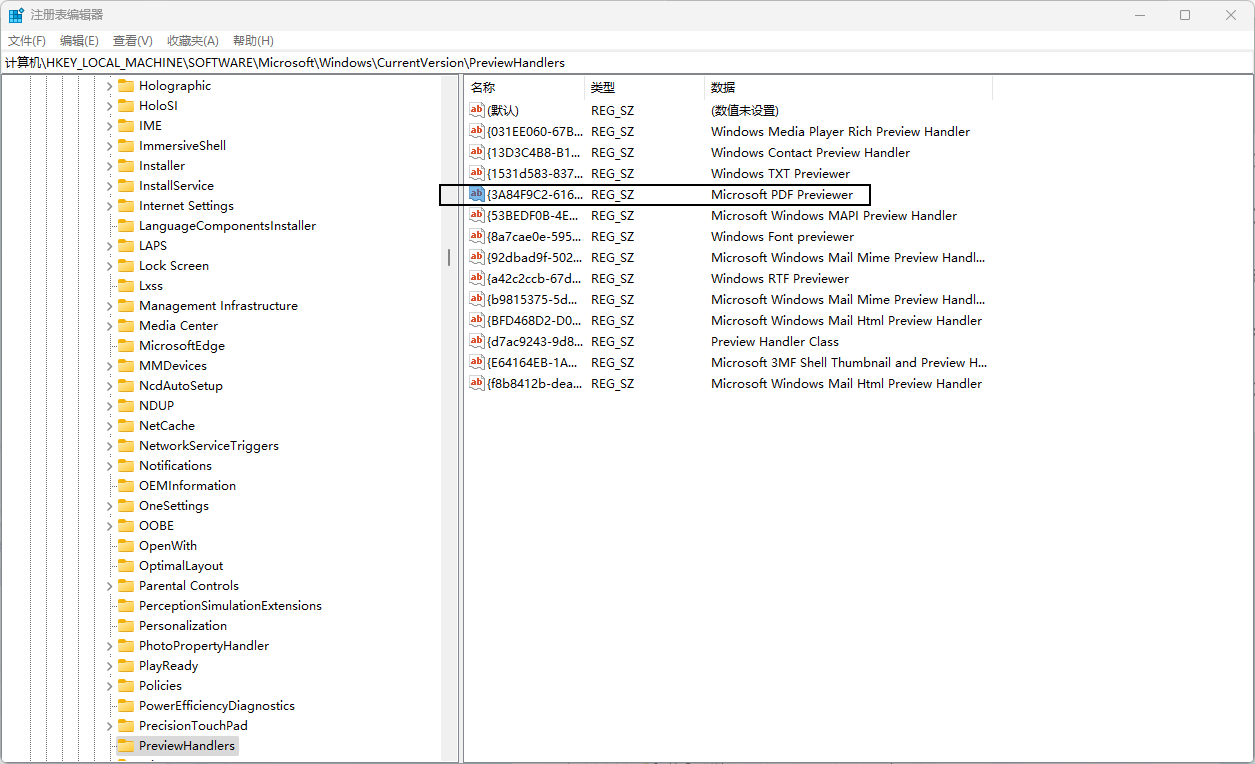 注册表编辑器
文件(F) 编辑(E) 查看(V) 收藏夹(A) 帮助(H)
计算机\HKEY_LOCAL_MACHINE\SOFTWARE\Microsoft\Windows\CurrentVersion\PreviewHandlers
Holographic
HoloSI
IME
ImmersiveShell
Installer
InstallService
Internet Settings
LanguageComponentsInstaller
LAPS
Lock Screen
Lxss
Management Infrastructure
Media Center
MicrosoftEdge
MMDevices
NcdAutoSetup
NDUP
NetCache
NetworkServiceTriggers
Notifications
OEMInformation
OneSettings
OOBE
OpenWith
OptimalLayout
Parental Controls
PerceptionSimulationExtensions
Personalization
PhotoPropertyHandler
PlayReady
Policies
PowerEfficiencyDiagnostics
PrecisionTouchPad
PreviewHandlers
名称 类型 数据
(默认) REG_SZ (数值未设置)
{031EE060-67B... REG_SZ Windows Media Player Rich Preview Handler
{13D3C4B8-B1... REG_SZ Windows Contact Preview Handler
{1531d583-837... REG_SZ Windows TXT Previewer
{3A84F9C2-616... REG_SZ Microsoft PDF Previewer
{53BEDF0B-4E... REG_SZ Microsoft Windows MAPI Preview Handler
{8a7cae0e-595... REG_SZ Windows Font previewer
{92dbad9f-502... REG_SZ Microsoft Windows Mail Mime Preview Handl...
{a42c2ccb-67d... REG_SZ Windows RTF Previewer
{b9815375-5d... REG_SZ Microsoft Windows Mail Mime Preview Handl...
{BFD468D2-D0... REG_SZ Microsoft Windows Mail Html Preview Handler
{d7ac9243-9d8... REG_SZ Preview Handler Class
{E64164EB-1A... REG_SZ Microsoft 3MF Shell Thumbnail and Preview H...
{f8b8412b-dea... REG_SZ Microsoft Windows Mail Html Preview Handler